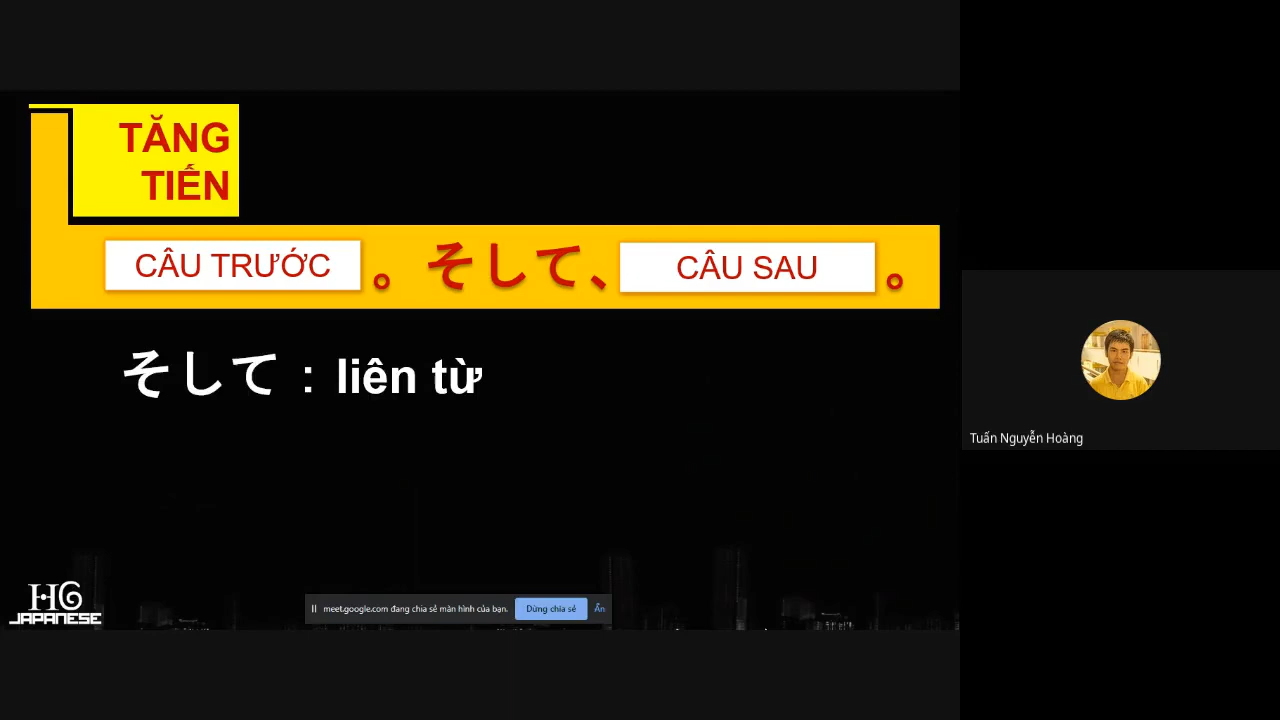 TĂNG
TIẾN
CÂU TRƯỚC 。そして、 CÂU SAU 。
そして : liên từ
Tuấn Nguyễn Hoàng
HG
JAPANESE
meet.google.com đang chia sẻ màn hình của bạn. Dừng chia sẻ Ẩn